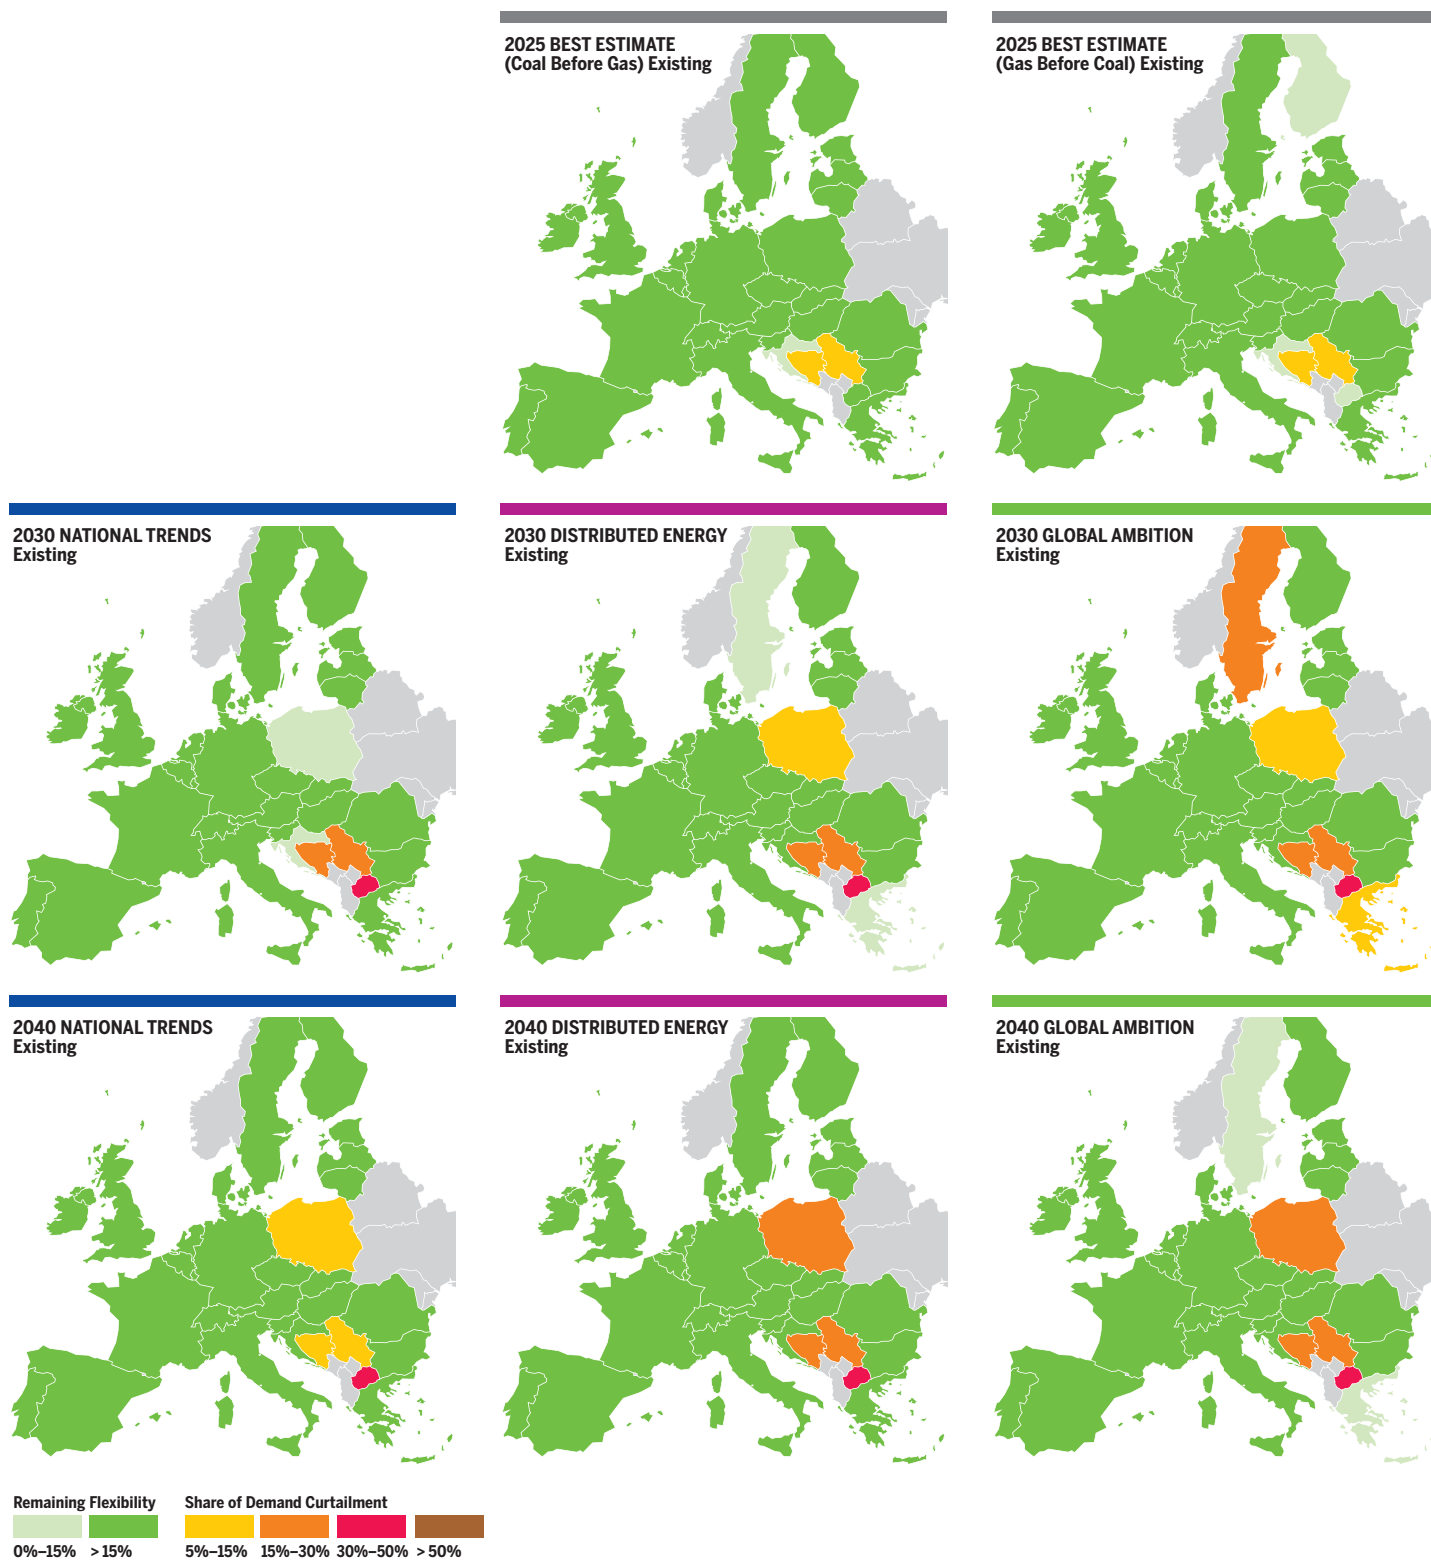 2025 BEST ESTIMATE
(Coal Before Gas) Existing
2025 BEST ESTIMATE
(Gas Before Coal) Existing
2030 NATIONAL TRENDS
Existing
2030 DISTRIBUTED ENERGY
Existing
2030 GLOBAL AMBITION
Existing
2040 NATIONAL TRENDS
Existing
2040 DISTRIBUTED ENERGY
Existing
2040 GLOBAL AMBITION
Existing
Remaining Flexibility
0%–15% > 15%
Share of Demand Curtailment
5%–15% 15%–30% 30%–50% > 50%